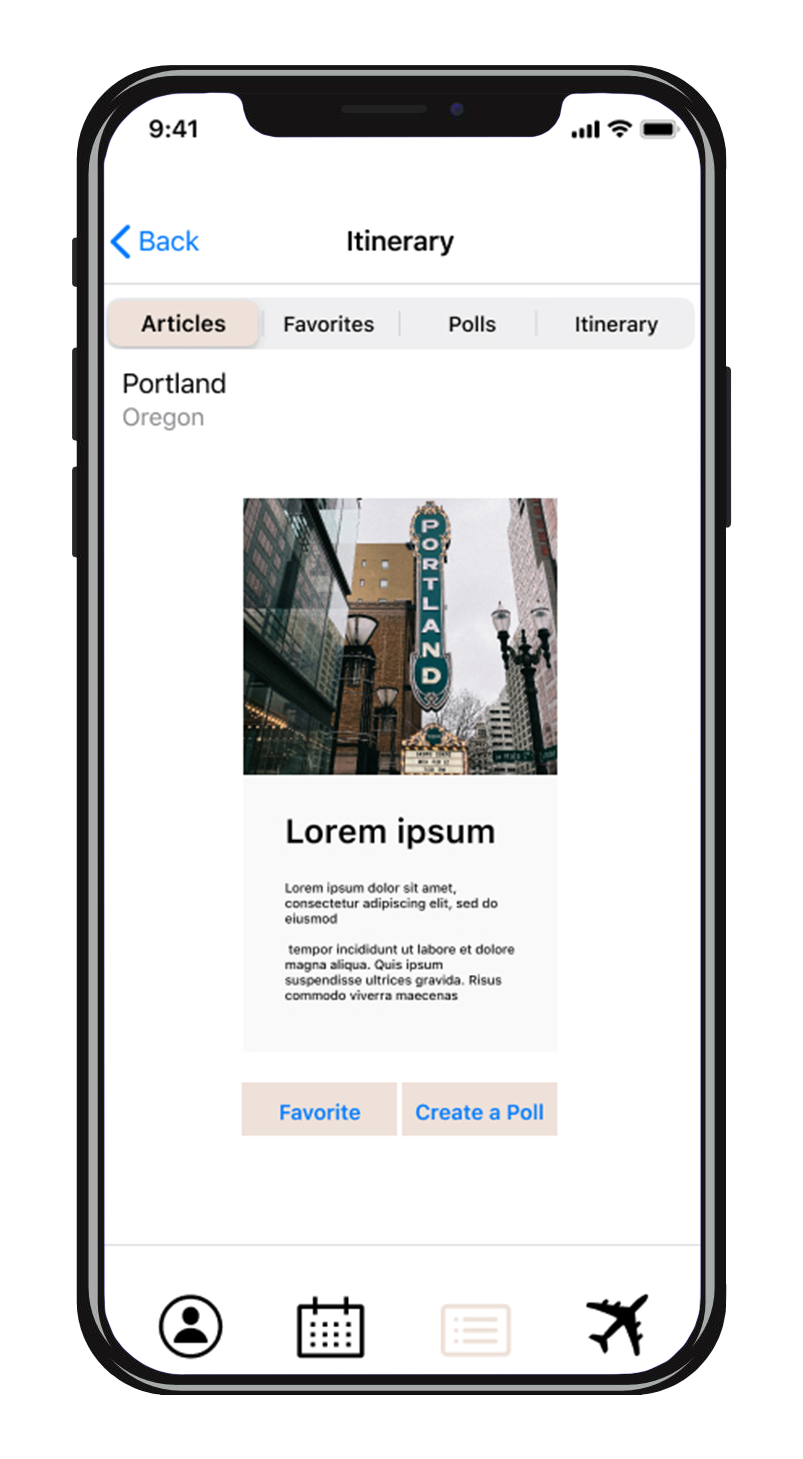 9:41
Back
Itinerary
Articles
Favorites
Polls
Itinerary
Portland
Oregon
PORTLAND
Lorem ipsum
Lorem ipsum dolor sit amet,
consectetur adipiscing elit, sed do
eiusmod
tempor incididunt ut labore et dolore
magna aliqua. Quis ipsum
suspendisse ultrices gravida. Risus
commodo viverra maecenas
Favorite
Create a Poll